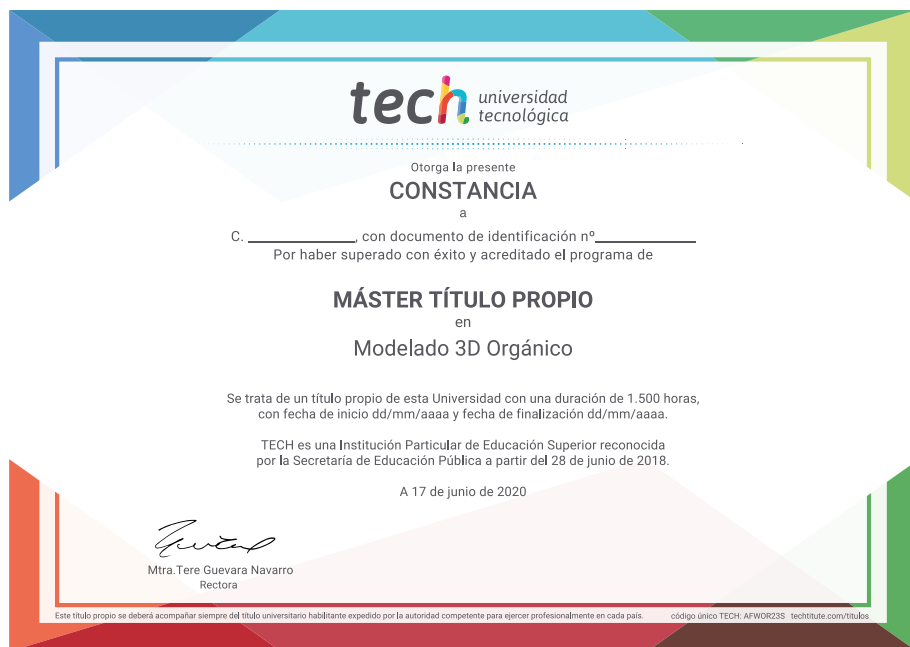 tech universidad
tecnológica
Otorga la presente
CONSTANCIA
a
C. ____________, con documento de identificación nº____________
Por haber superado con éxito y acreditado el programa de
MÁSTER TÍTULO PROPIO
en
Modelado 3D Orgánico
Se trata de un título propio de esta Universidad con una duración de 1.500 horas,
con fecha de inicio dd/mm/aaaa y fecha de finalización dd/mm/aaaa.
TECH es una Institución Particular de Educación Superior reconocida
por la Secretaría de Educación Pública a partir del 28 de junio de 2018.
A 17 de junio de 2020
Mtra.Tere Guevara Navarro
Rectora
Este título propio se deberá acompañar siempre del título universitario habilitante expedido por la autoridad competente para ejercer profesionalmente en cada país. código único TECH: AFWOR23S techtitute.com/títulos